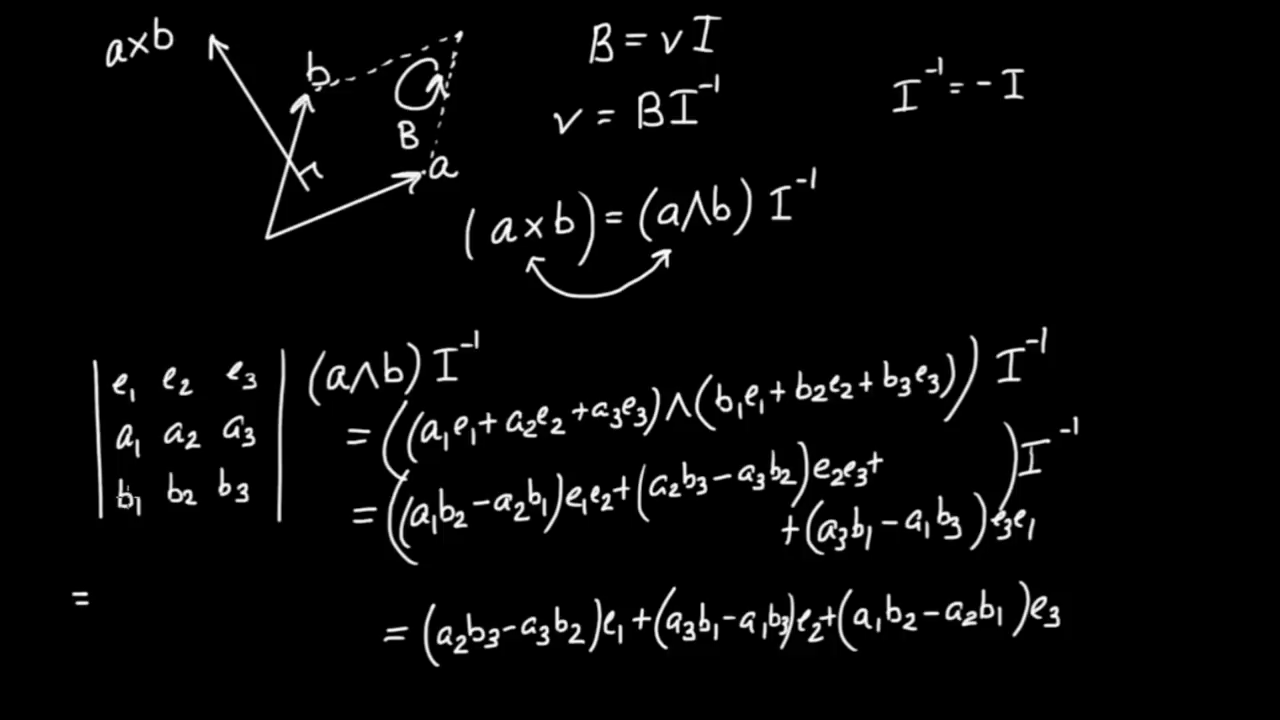 a×b
b
B
a
B = vI
v = BI⁻¹
I⁻¹ = -I
(a×b) = (a∧b) I⁻¹
| e₁ e₂ e₃ |
| a₁ a₂ a₃ |
| b₁ b₂ b₃ |
=
(a∧b) I⁻¹
= ((a₁e₁ + a₂e₂ + a₃e₃) ∧ (b₁e₁ + b₂e₂ + b₃e₃)) I⁻¹
= ((a₁b₂ - a₂b₁)e₁e₂ + (a₂b₃ - a₃b₂)e₂e₃ + )I⁻¹
+ (a₃b₁ - a₁b₃)e₃e₁
= (a₂b₃ - a₃b₂)e₁ + (a₃b₁ - a₁b₃)e₂ + (a₁b₂ - a₂b₁)e₃